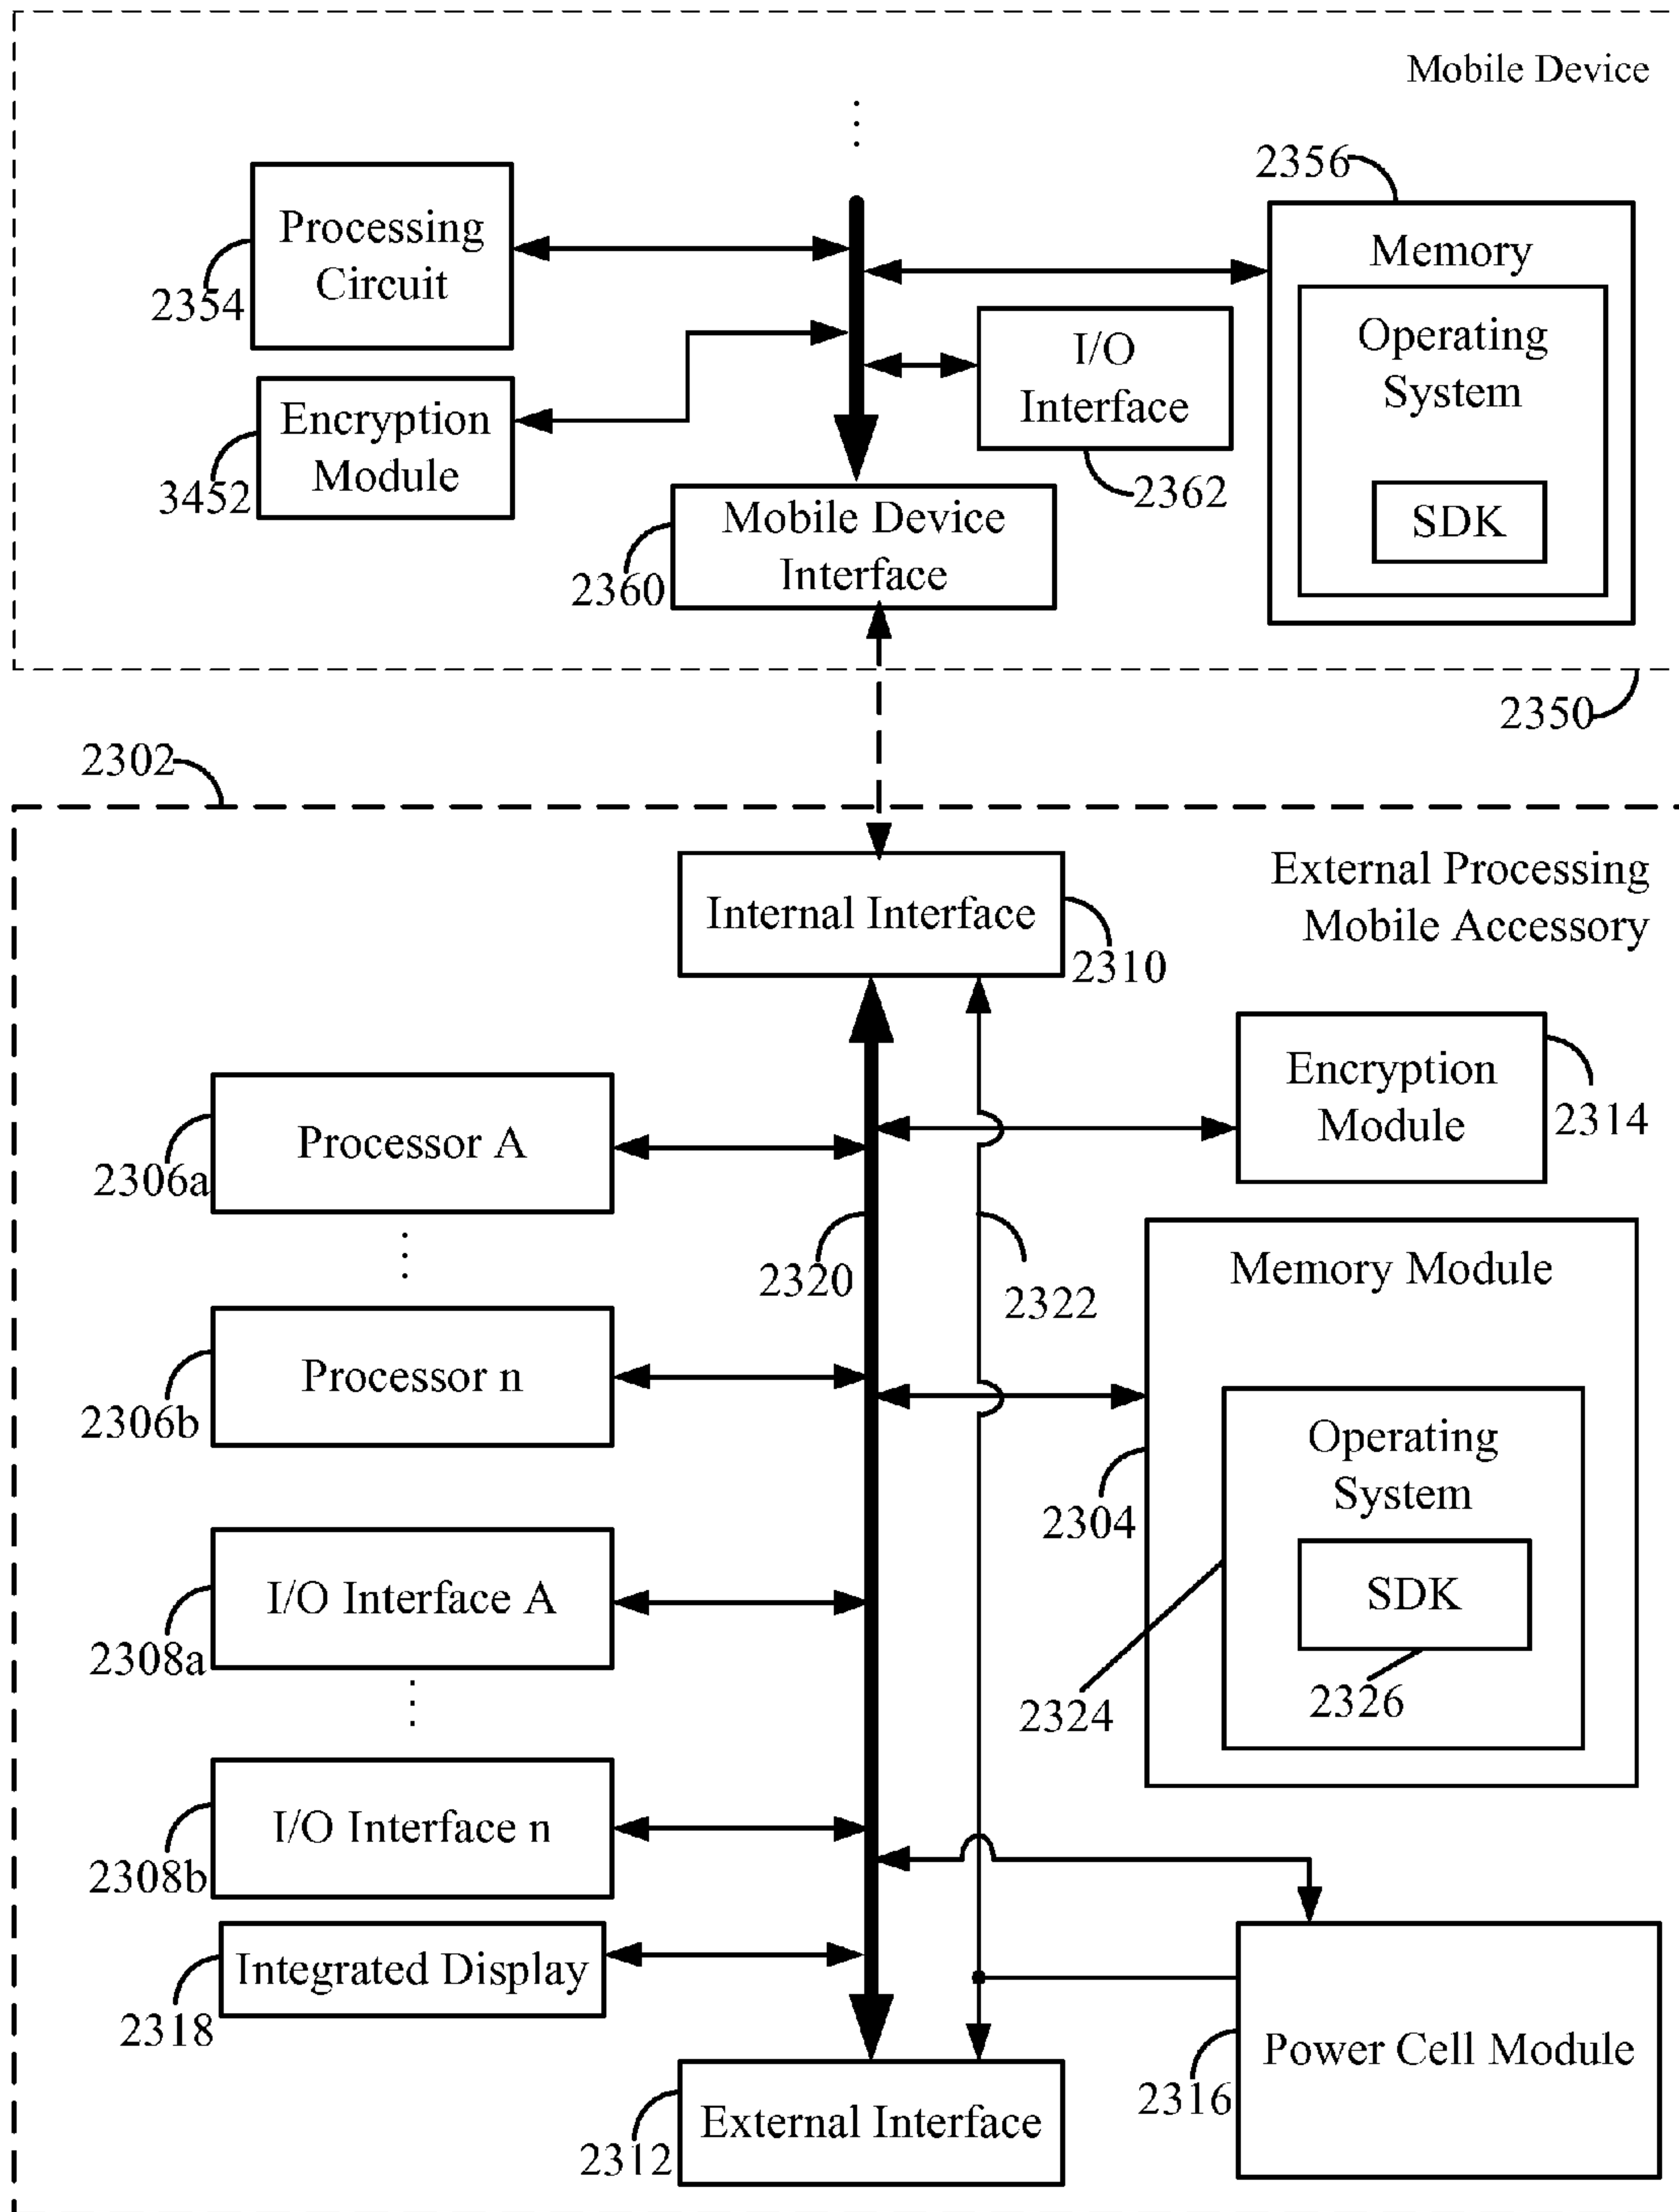 Mobile Device
2356
Processing
Circuit
2354
Memory
Operating
System
SDK
I/O
Interface
2362
Encryption
Module
3452
Mobile Device
Interface
2360
2350
2302
External Processing
Mobile Accessory
Internal Interface
2310
Encryption
Module
2314
Processor A
2306a
2320
2322
Memory Module
Processor n
2306b
Operating
System
2304
SDK
2324
2326
I/O Interface A
2308a
I/O Interface n
2308b
Integrated Display
2318
Power Cell Module
2316
External Interface
2312